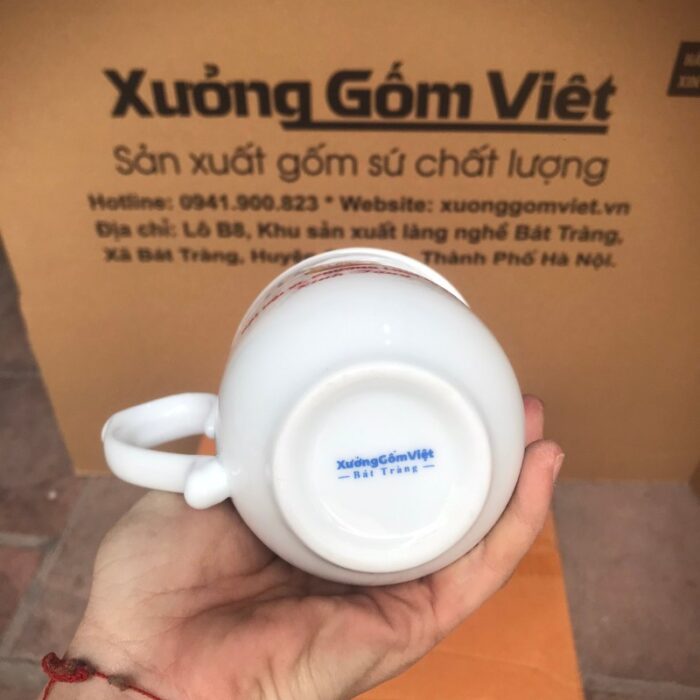 Xưởng Gốm Việt
Sản xuất gốm sứ chất lượng
Hotline: 0941.900.823 * Website: xuonggomviet.vn
Địa chỉ: Lô B8, Khu sản xuất làng nghề Bát Tràng,
Xã Bát Tràng, Huyện Thành Phố Hà Nội.
XưởngGốmViệt
— Bát Tràng —